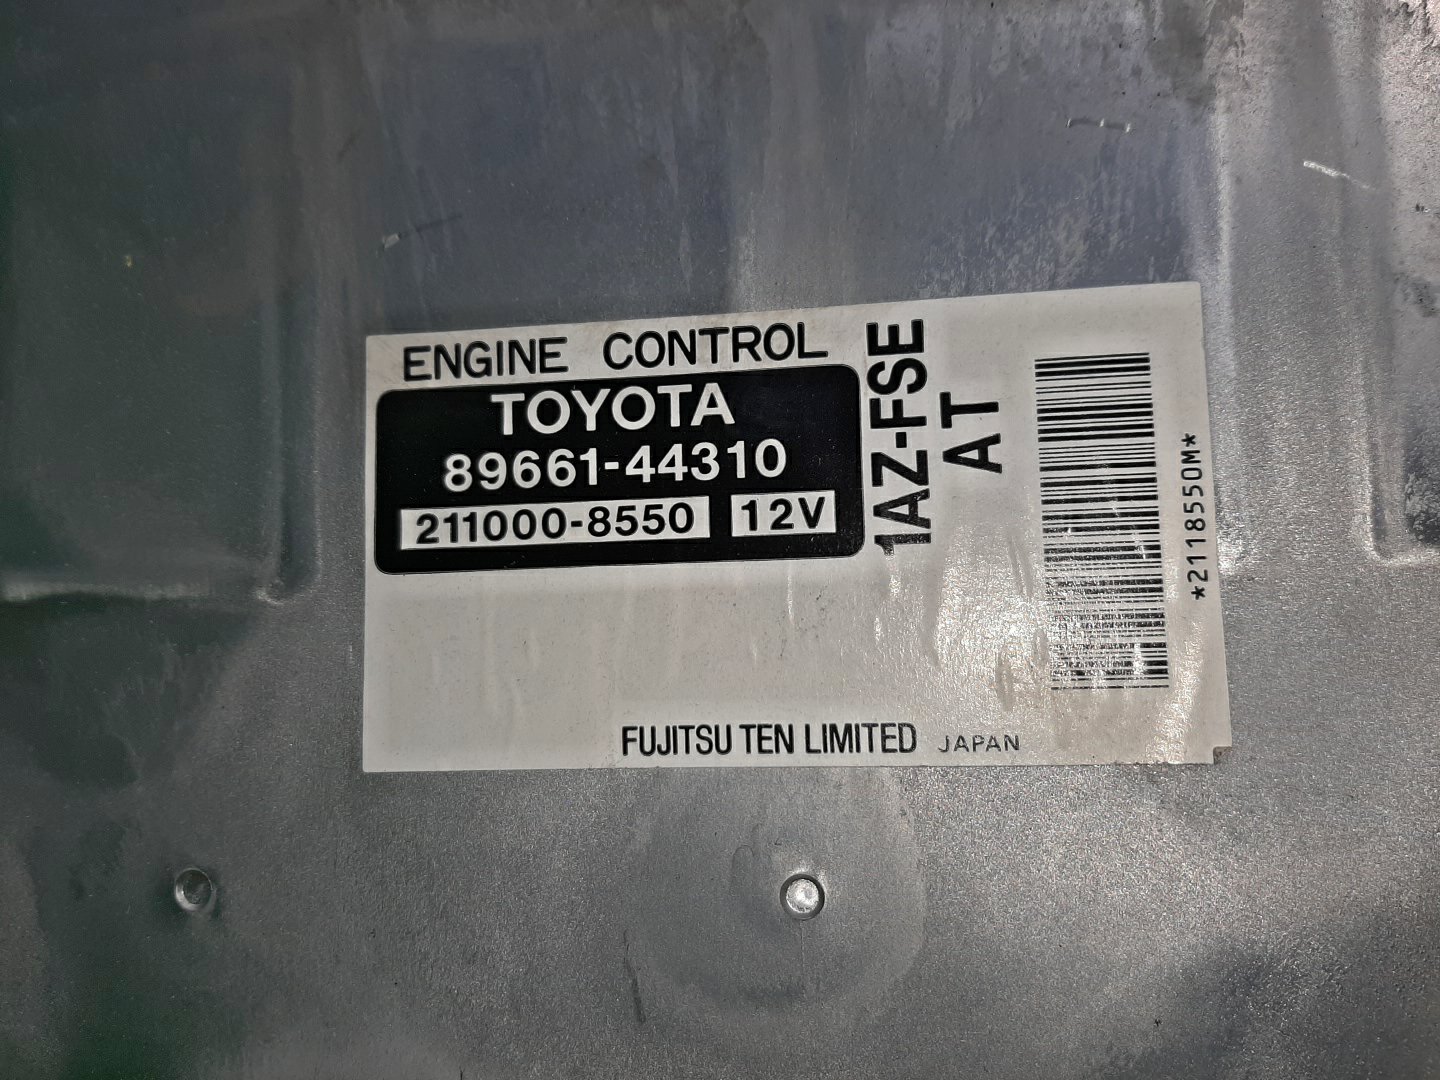 ENGINE CONTROL
TOYOTA
89661-44310
211000-8550 12V
1AZ-FSE
AT
*2118550M*
FUJITSU TEN LIMITED JAPAN